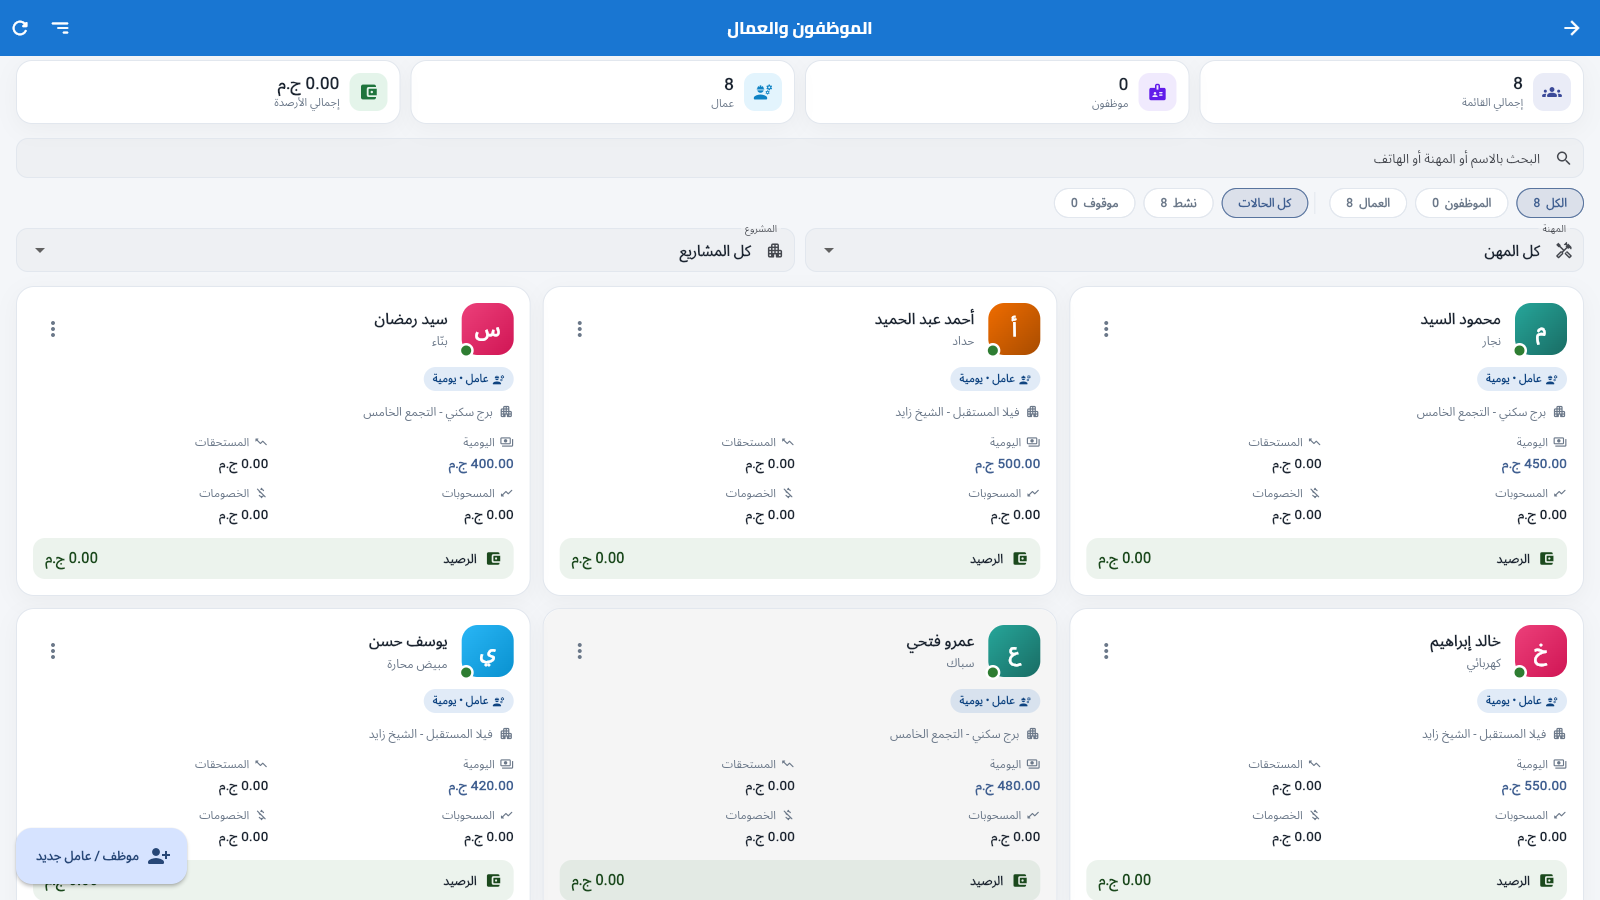 الموظفون والعمال
8
إجمالي القائمة
0
موظفون
8
عمال
0.00 ج.م
إجمالي الأرصدة
البحث بالاسم أو المهنة أو الهاتف
الكل 8
الموظفون 0
العمال 8
كل الحالات
نشط 8
موقوف 0
المهنة
كل المهن
المشروع
كل المشاريع
م
محمود السيد
نجار
عامل • يومية
برج سكني - التجمع الخامس
اليومية
450.00 ج.م
المستحقات
0.00 ج.م
المسحوبات
0.00 ج.م
الخصومات
0.00 ج.م
الرصيد
0.00 ج.م
أ
أحمد عبد الحميد
حداد
عامل • يومية
فيلا المستقبل - الشيخ زايد
اليومية
500.00 ج.م
المستحقات
0.00 ج.م
المسحوبات
0.00 ج.م
الخصومات
0.00 ج.م
الرصيد
0.00 ج.م
س
سيد رمضان
بنّاء
عامل • يومية
برج سكني - التجمع الخامس
اليومية
400.00 ج.م
المستحقات
0.00 ج.م
المسحوبات
0.00 ج.م
الخصومات
0.00 ج.م
الرصيد
0.00 ج.م
خ
خالد إبراهيم
كهربائي
عامل • يومية
فيلا المستقبل - الشيخ زايد
اليومية
550.00 ج.م
المستحقات
0.00 ج.م
المسحوبات
0.00 ج.م
الخصومات
0.00 ج.م
الرصيد
0.00 ج.م
ع
عمرو فتحي
سباك
عامل • يومية
برج سكني - التجمع الخامس
اليومية
480.00 ج.م
المستحقات
0.00 ج.م
المسحوبات
0.00 ج.م
الخصومات
0.00 ج.م
الرصيد
0.00 ج.م
ي
يوسف حسن
مبيض محارة
عامل • يومية
فيلا المستقبل - الشيخ زايد
اليومية
420.00 ج.م
المستحقات
0.00 ج.م
المسحوبات
0.00 ج.م
الخصومات
0.00 ج.م
الرصيد
موظف / عامل جديد